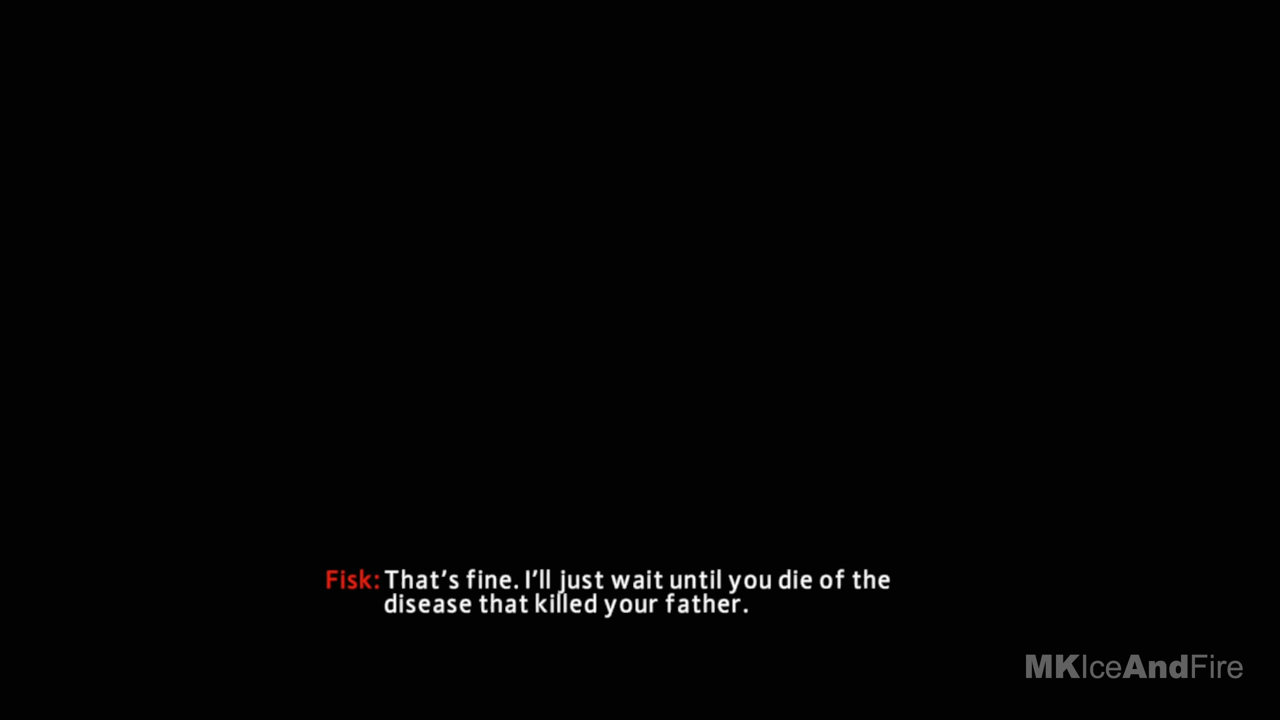 Fisk: That's fine. I'll just wait until you die of the
disease that killed your father.
MKIceAndFire